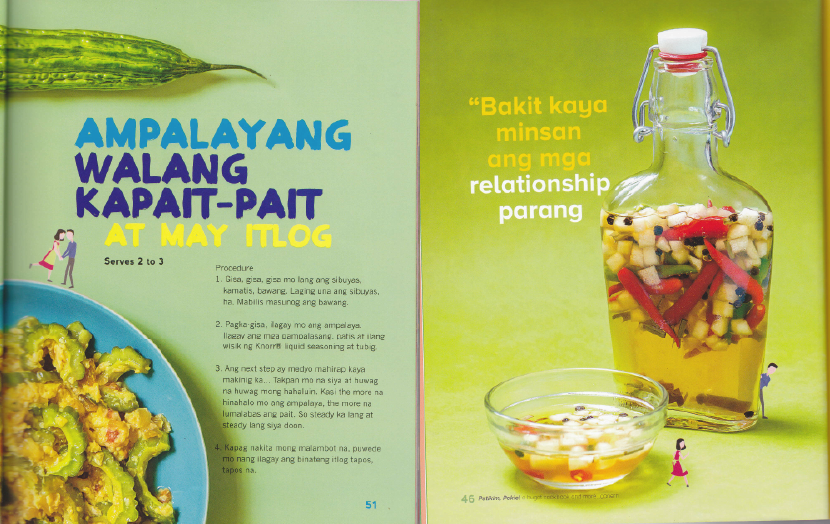 AMPALAYANG
WALANG
KAPAIT-PAIT
AT MAY ITLOG
Serves 2 to 3
Procedure
1. Gisa, gisa, gisa mo lang ang sibuyas,
kamatis, bawang. Laging una ang sibuyas,
ha. Mabilis masunog ang bawang.
2. Pagka-gisa, ilagay mo ang ampalaya.
Ilagay ang mga pampalasang, patis at ilang
wisik ng Knorr® liquid seasoning at tubig.
3. Ang next step ay medyo mahirap kaya
makinig ka... Takpan mo na siya at huwag
na huwag mong hahaluin. Kasi the more na
hinahalo mo ang ampalaya, the more na
lumalabas ang pait. So steady ka lang at
steady lang siya doon.
4. Kapag nakita mong malambot na, puwede
mo nang ilagay ang binating itlog tapos,
tapos na.
51
“Bakit kaya
minsan
ang mga
relationship
parang
46 Patikim, Pokie!